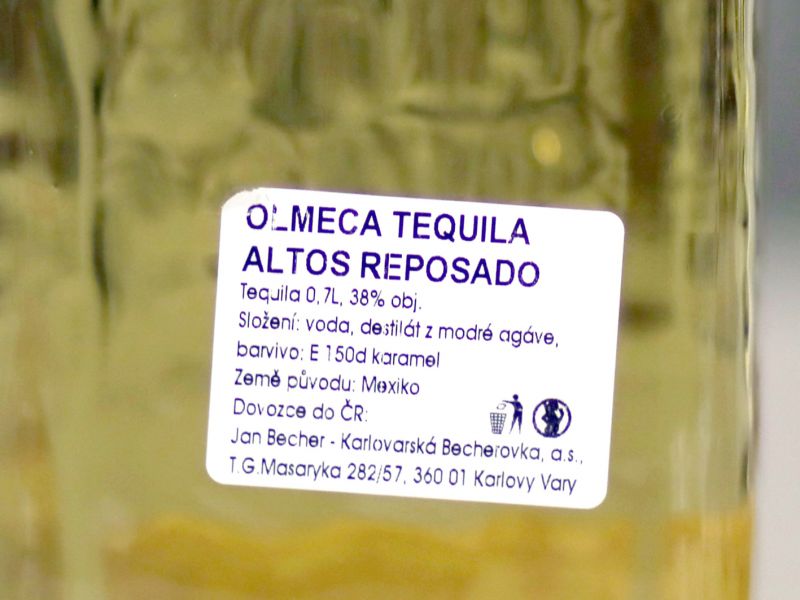 OLMECA TEQUILA
ALTOS REPOSADO
Tequila 0,7L, 38% obj.
Složení: voda, destilát z modré agáve,
barvivo: E 150d karamel
Země původu: Mexiko
Dovozce do ČR:
Jan Becher - Karlovarská Becherovka, a.s.,
T.G.Masaryka 282/57, 360 01 Karlovy Vary